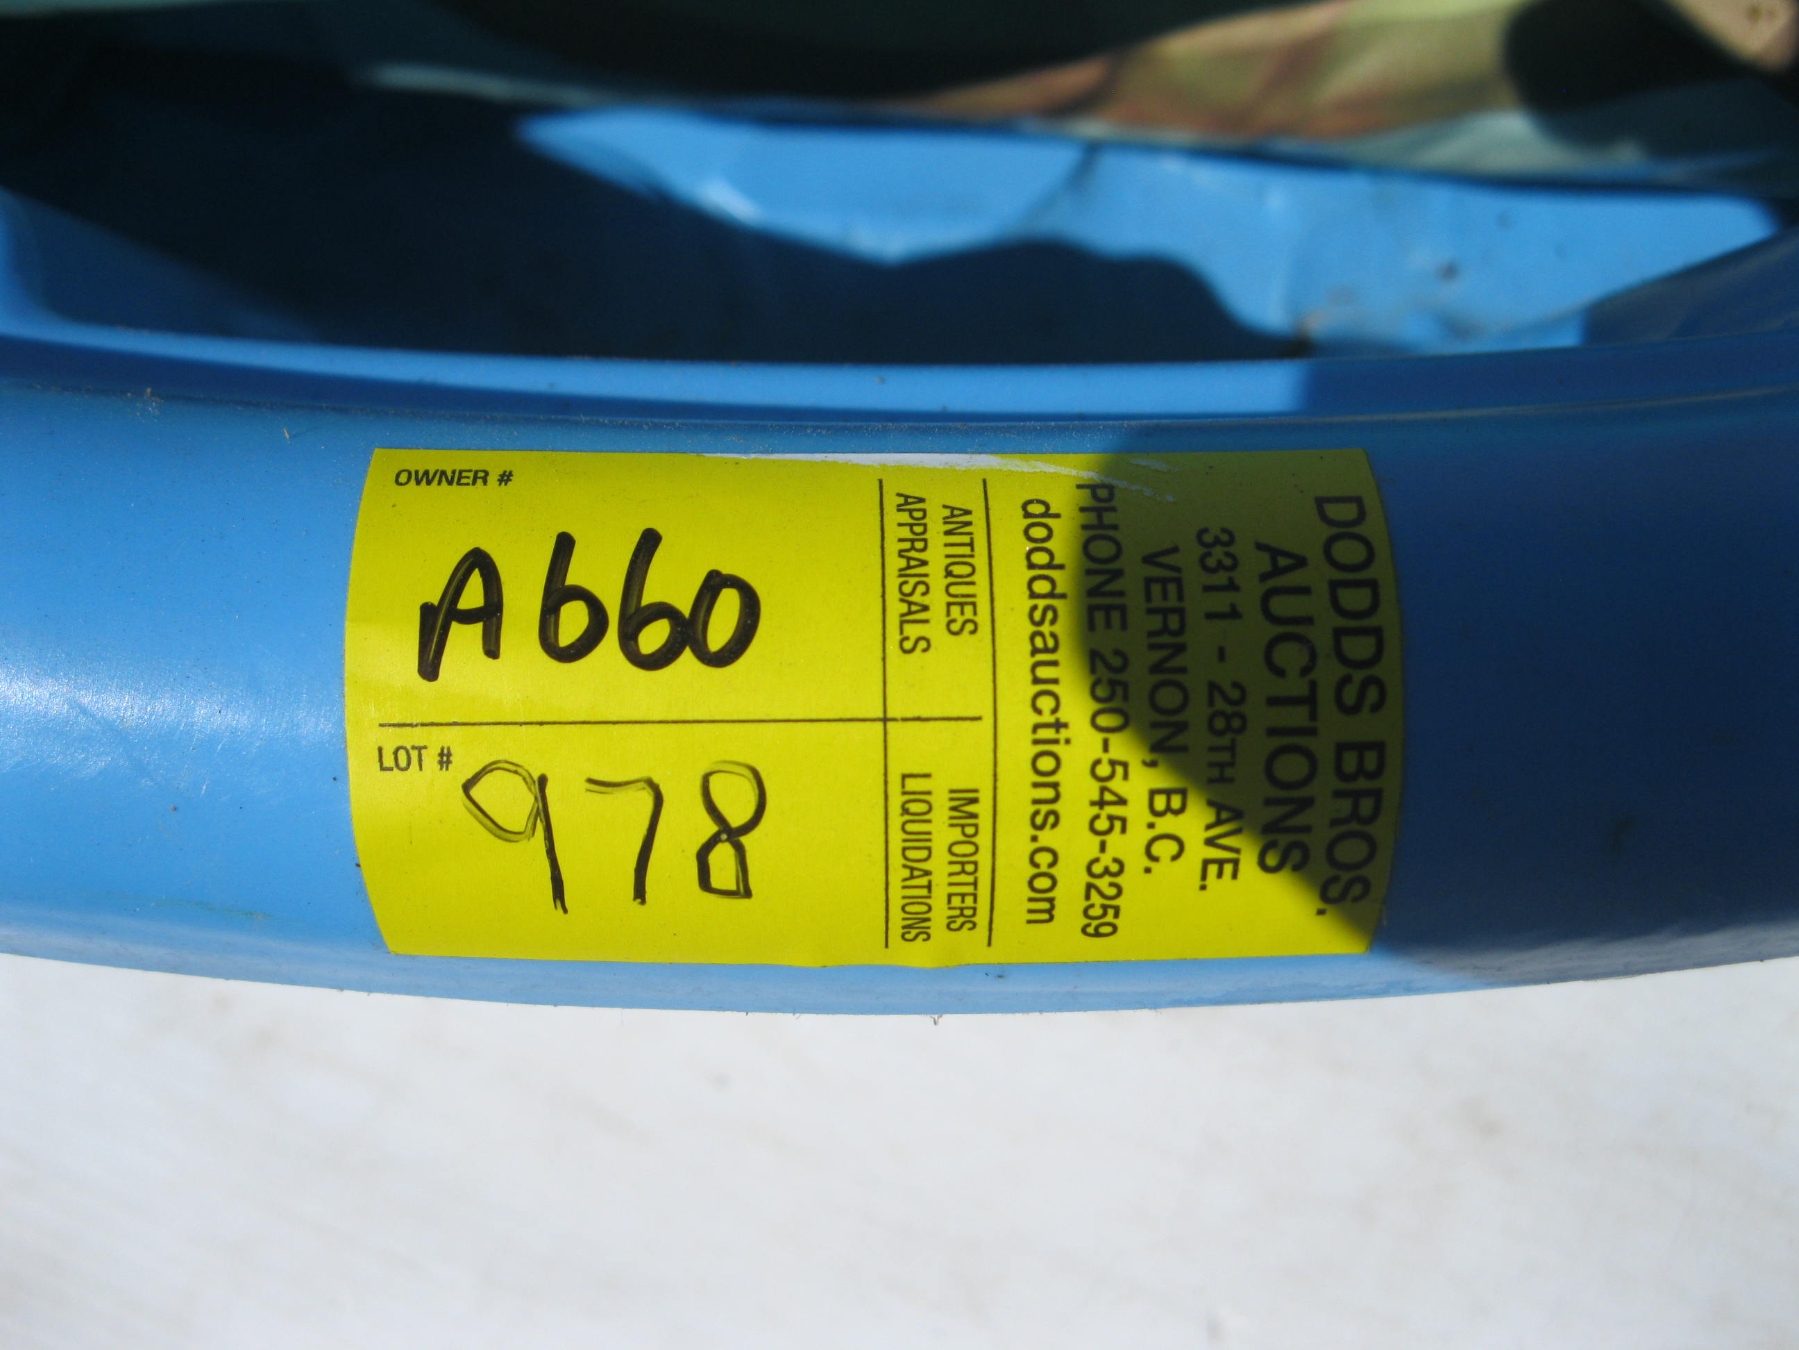 DODDS BROS.
AUCTIONS
3311 - 28TH AVE.
VERNON, B.C.
PHONE 250-545-3259
doddsauctions.com
ANTIQUES
APPRAISALS
IMPORTERS
LIQUIDATIONS
OWNER #
A660
LOT #
978